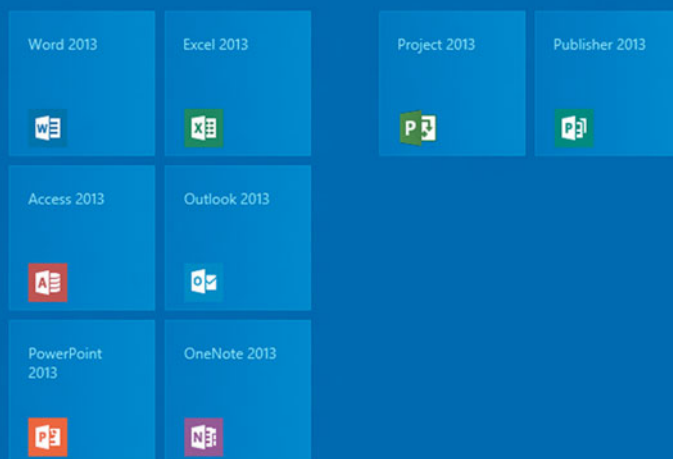 Word 2013
Excel 2013
Project 2013
Publisher 2013
W
X
P
P
Access 2013
Outlook 2013
A
O
PowerPoint
2013
OneNote 2013
P
N